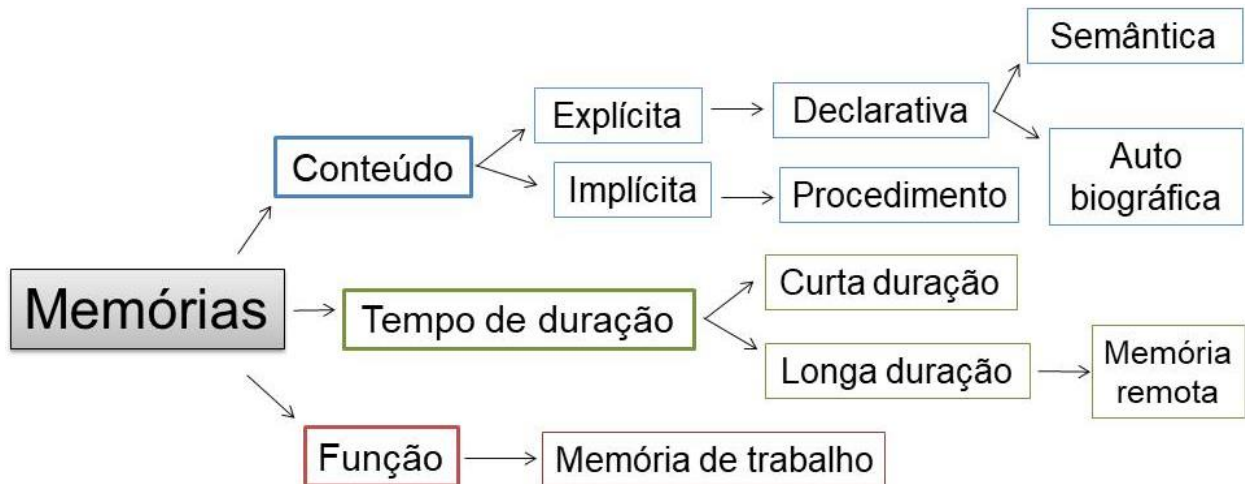 Semântica
Explícita
Declarativa
Conteúdo
Auto
biográfica
Implícita
Procedimento
Memórias
Tempo de duração
Curta duração
Longa duração
Memória
remota
Função
Memória de trabalho